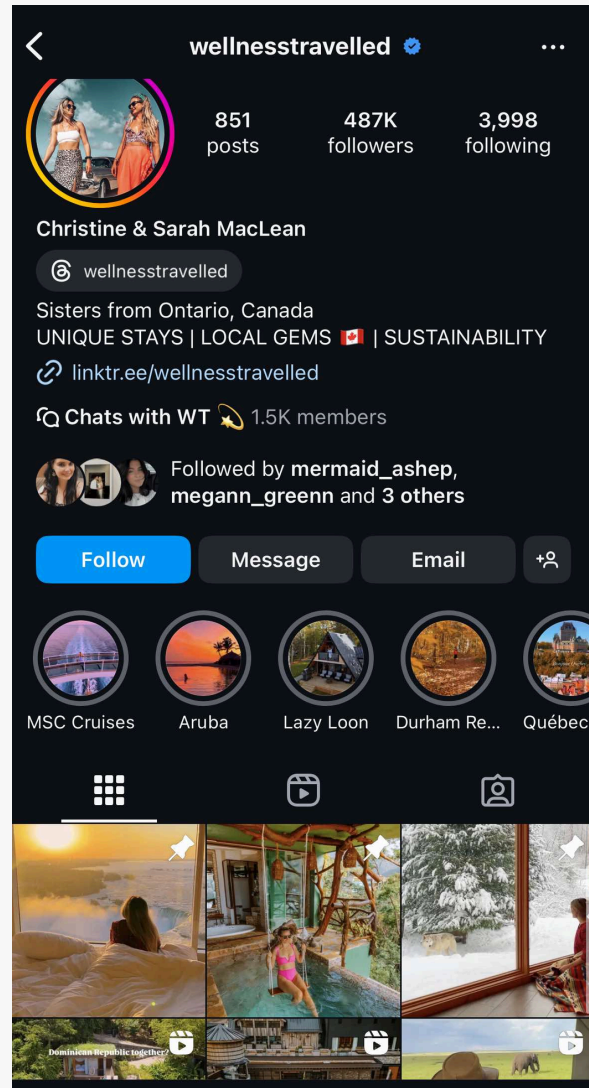 wellnesstravelled
851 487K 3,998
posts followers following
Christine & Sarah MacLean
wellnesstravelled
Sisters from Ontario, Canada
UNIQUE STAYS | LOCAL GEMS 🇨🇦 | SUSTAINABILITY
linktr.ee/wellnesstravelled
Chats with WT 💫 1.5K members
Followed by mermaid_ashep,
megann_greenn and 3 others
Follow Message Email
MSC Cruises Aruba Lazy Loon Durham Re... Québec
Dominican Republic together?